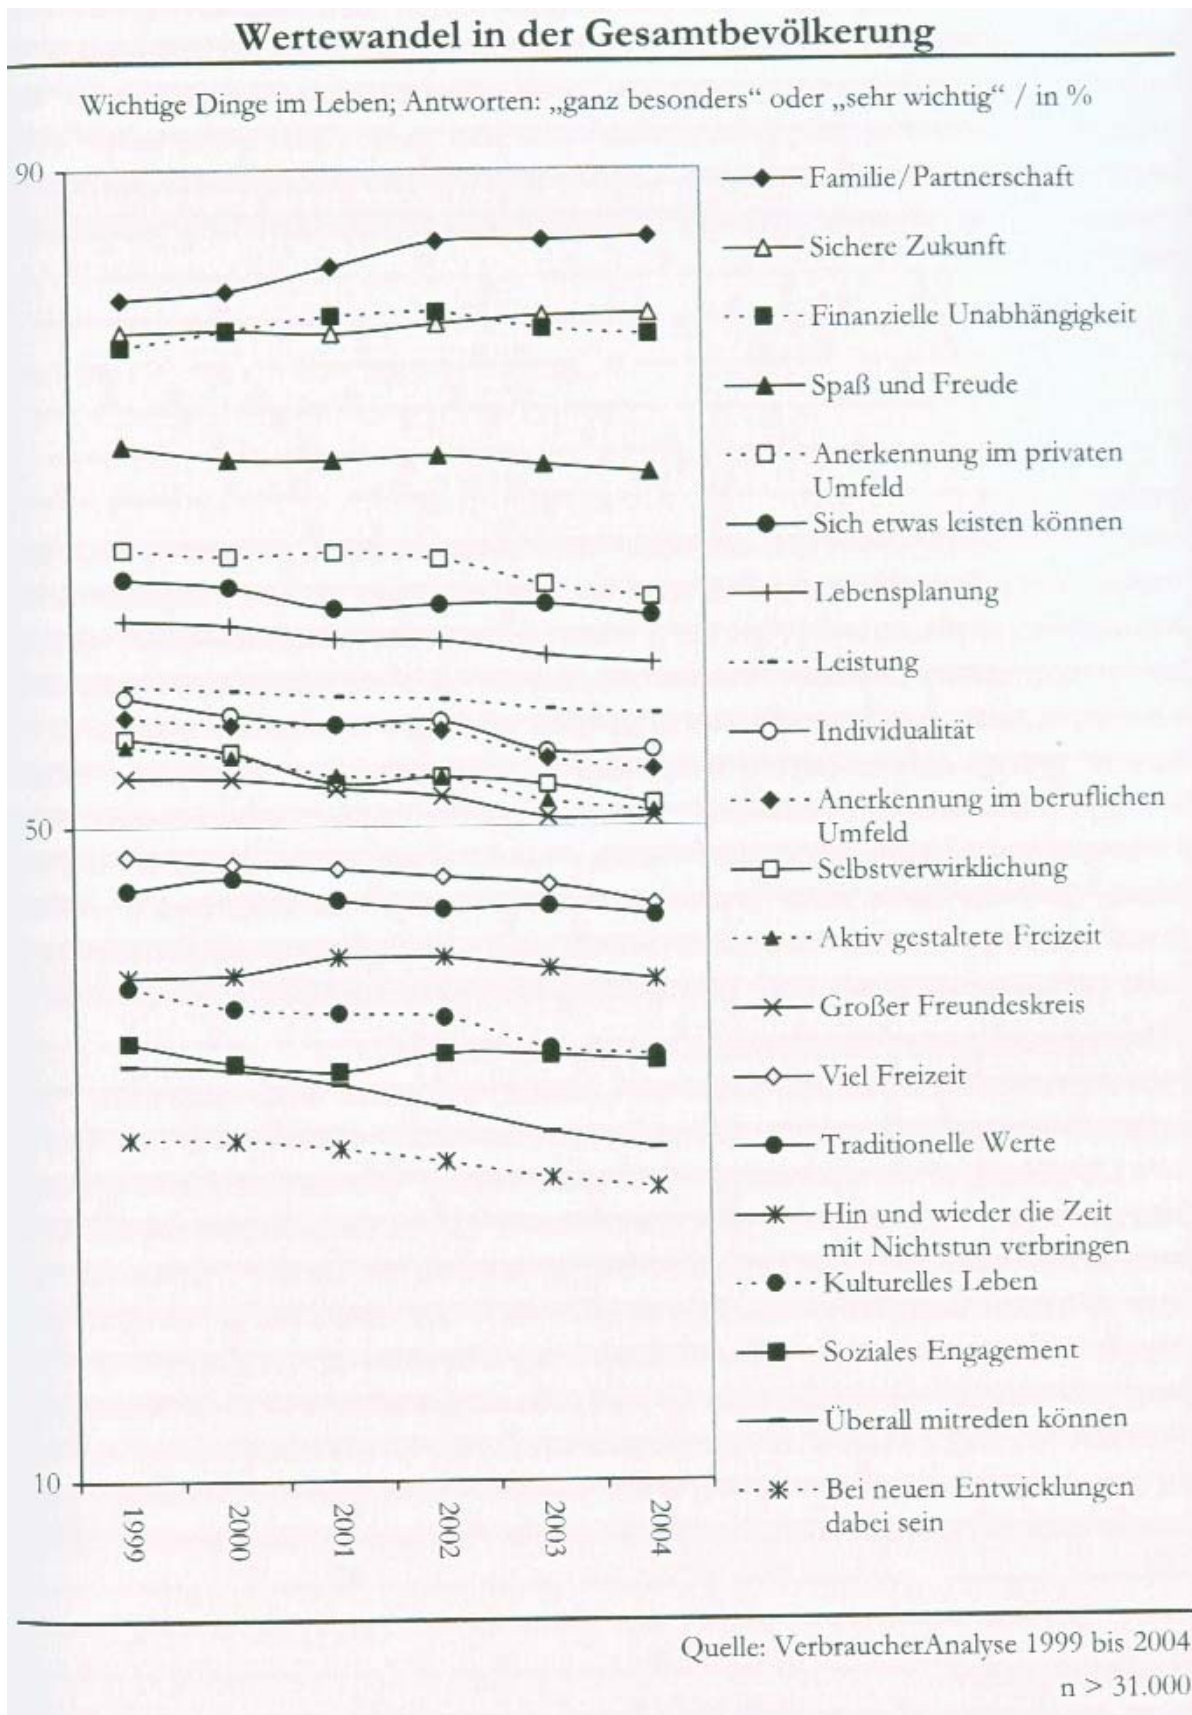 Wertewandel in der Gesamtbevölkerung
Wichtige Dinge im Leben; Antworten: „ganz besonders“ oder „sehr wichtig“ / in %
90
50
10
1999
2000
2001
2002
2003
2004
Familie/Partnerschaft
Sichere Zukunft
Finanzielle Unabhängigkeit
Spaß und Freude
Anerkennung im privaten
Umfeld
Sich etwas leisten können
Lebensplanung
Leistung
Individualität
Anerkennung im beruflichen
Umfeld
Selbstverwirklichung
Aktiv gestaltete Freizeit
Großer Freundeskreis
Viel Freizeit
Traditionelle Werte
Hin und wieder die Zeit
mit Nichtstun verbringen
Kulturelles Leben
Soziales Engagement
Überall mitreden können
Bei neuen Entwicklungen
dabei sein
Quelle: VerbraucherAnalyse 1999 bis 2004
n > 31.000